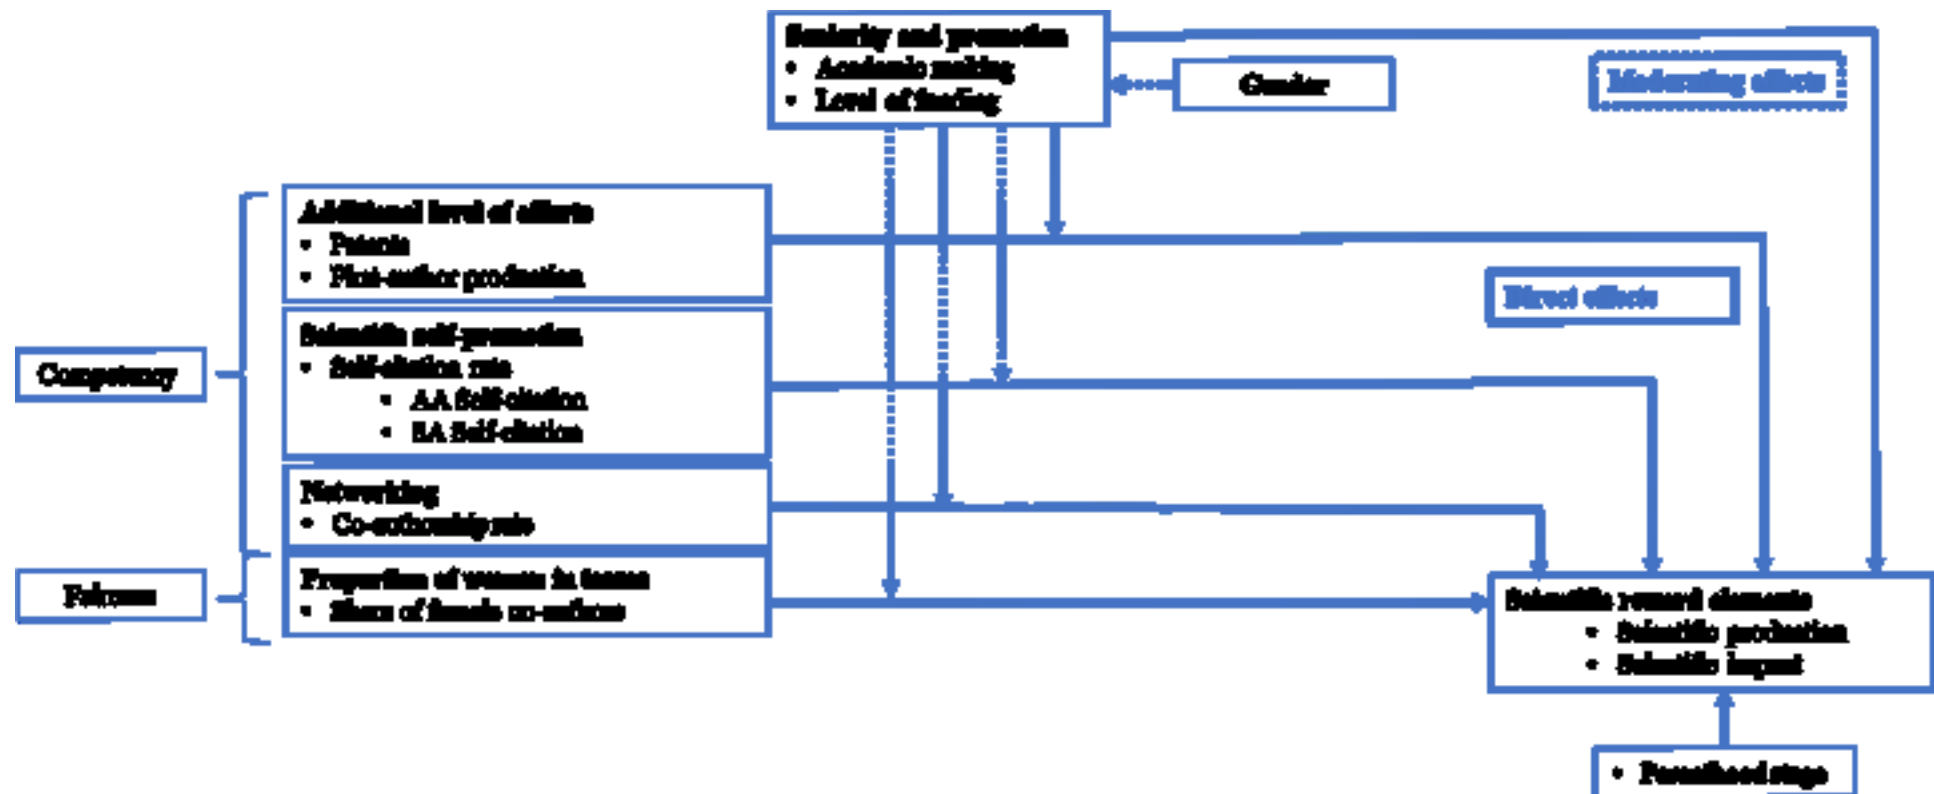 Seniority and promotion
• Academic ranking
• Level of funding
Gender
Moderating effects
Additional level of efforts
• Patents
• First-author production
Direct effects
Scientific self-promotion
• Self-citation rate
• AA Self-citation
• SA Self-citation
Competency
Networking
• Co-authorship rate
Proportion of women in teams
• Share of female co-authors
Fairness
Scientific reward elements
• Scientific production
• Scientific impact
• Parenthood stage